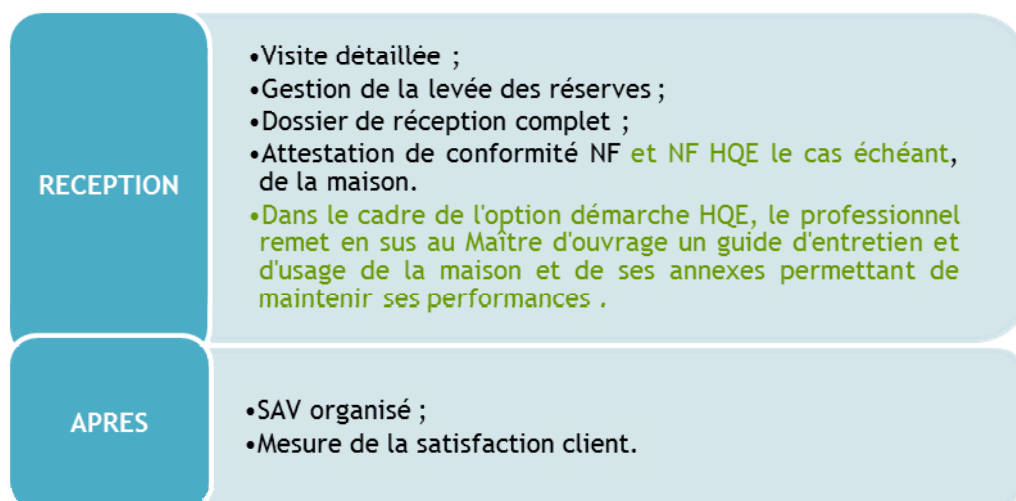 RECEPTION
•Visite détaillée ;
•Gestion de la levée des réserves ;
•Dossier de réception complet ;
•Attestation de conformité NF et NF HQE le cas échéant,
de la maison.
•Dans le cadre de l'option démarche HQE, le professionnel
remet en sus au Maître d'ouvrage un guide d'entretien et
d'usage de la maison et de ses annexes permettant de
maintenir ses performances .
APRES
•SAV organisé ;
•Mesure de la satisfaction client.